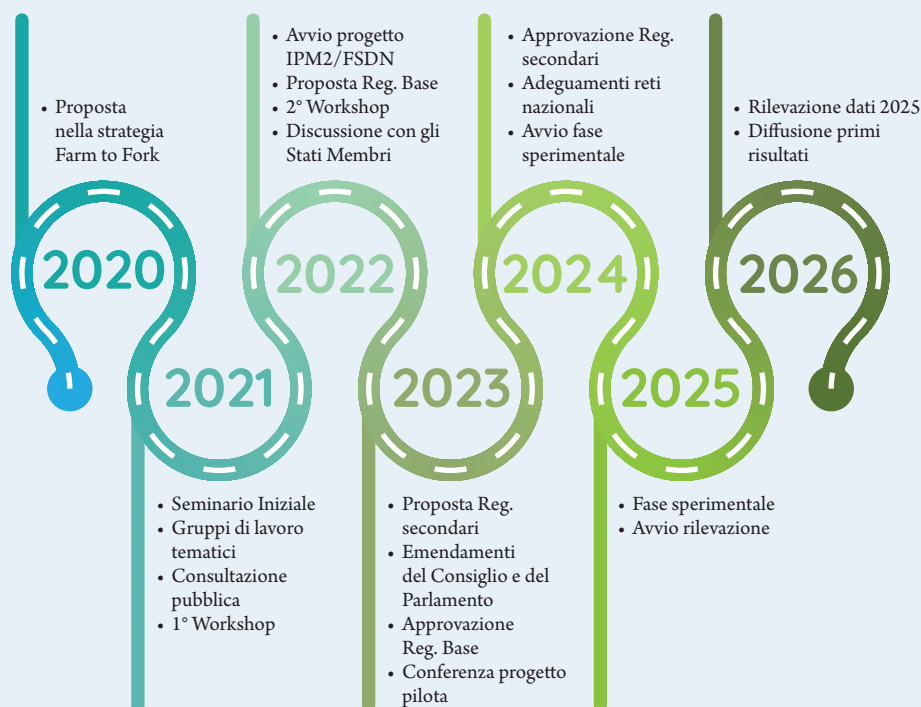 • Proposta
nella strategia
Farm to Fork
2020
• Seminario Iniziale
• Gruppi di lavoro
tematici
• Consultazione
pubblica
• 1° Workshop
2021
• Avvio progetto
IPM2/FSDN
• Proposta Reg. Base
• 2° Workshop
• Discussione con gli
Stati Membri
2022
• Proposta Reg.
secondari
• Emendamenti
del Consiglio e del
Parlamento
• Approvazione
Reg. Base
• Conferenza progetto
pilota
2023
• Approvazione Reg.
secondari
• Adeguamenti reti
nazionali
• Avvio fase
sperimentale
2024
• Fase sperimentale
• Avvio rilevazione
2025
• Rilevazione dati 2025
• Diffusione primi
risultati
2026